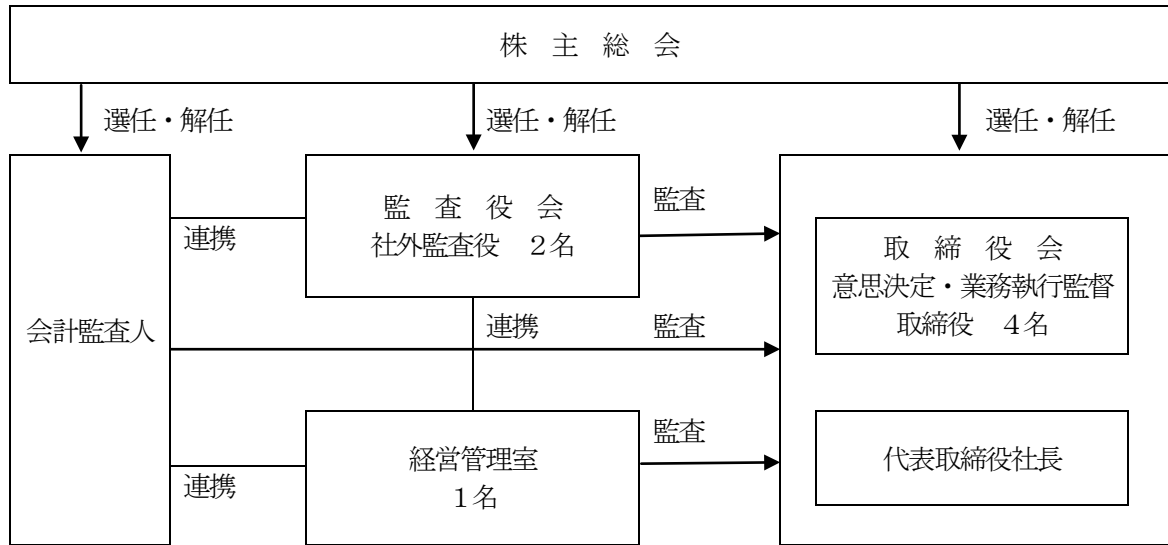 株 主 総 会
選任・解任
選任・解任
選任・解任
監 査 役 会
社外監査役 2名
監査
連携
取 締 役 会
意思決定・業務執行監督
取締役 4名
会計監査人
連携
監査
経営管理室
1名
監査
連携
代表取締役社長